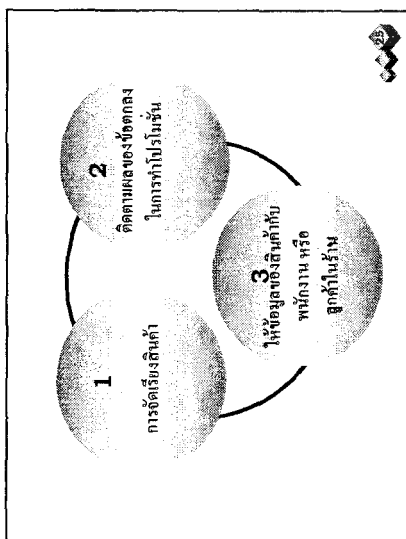 1
การจัดเรียงสินค้า
2
ติดตามผลของข้อตกลง
ในการทำโปรโมชั่น
3
ให้ข้อมูลของสินค้ากับ
พนักงาน หรือ
ลูกค้าในร้าน
25